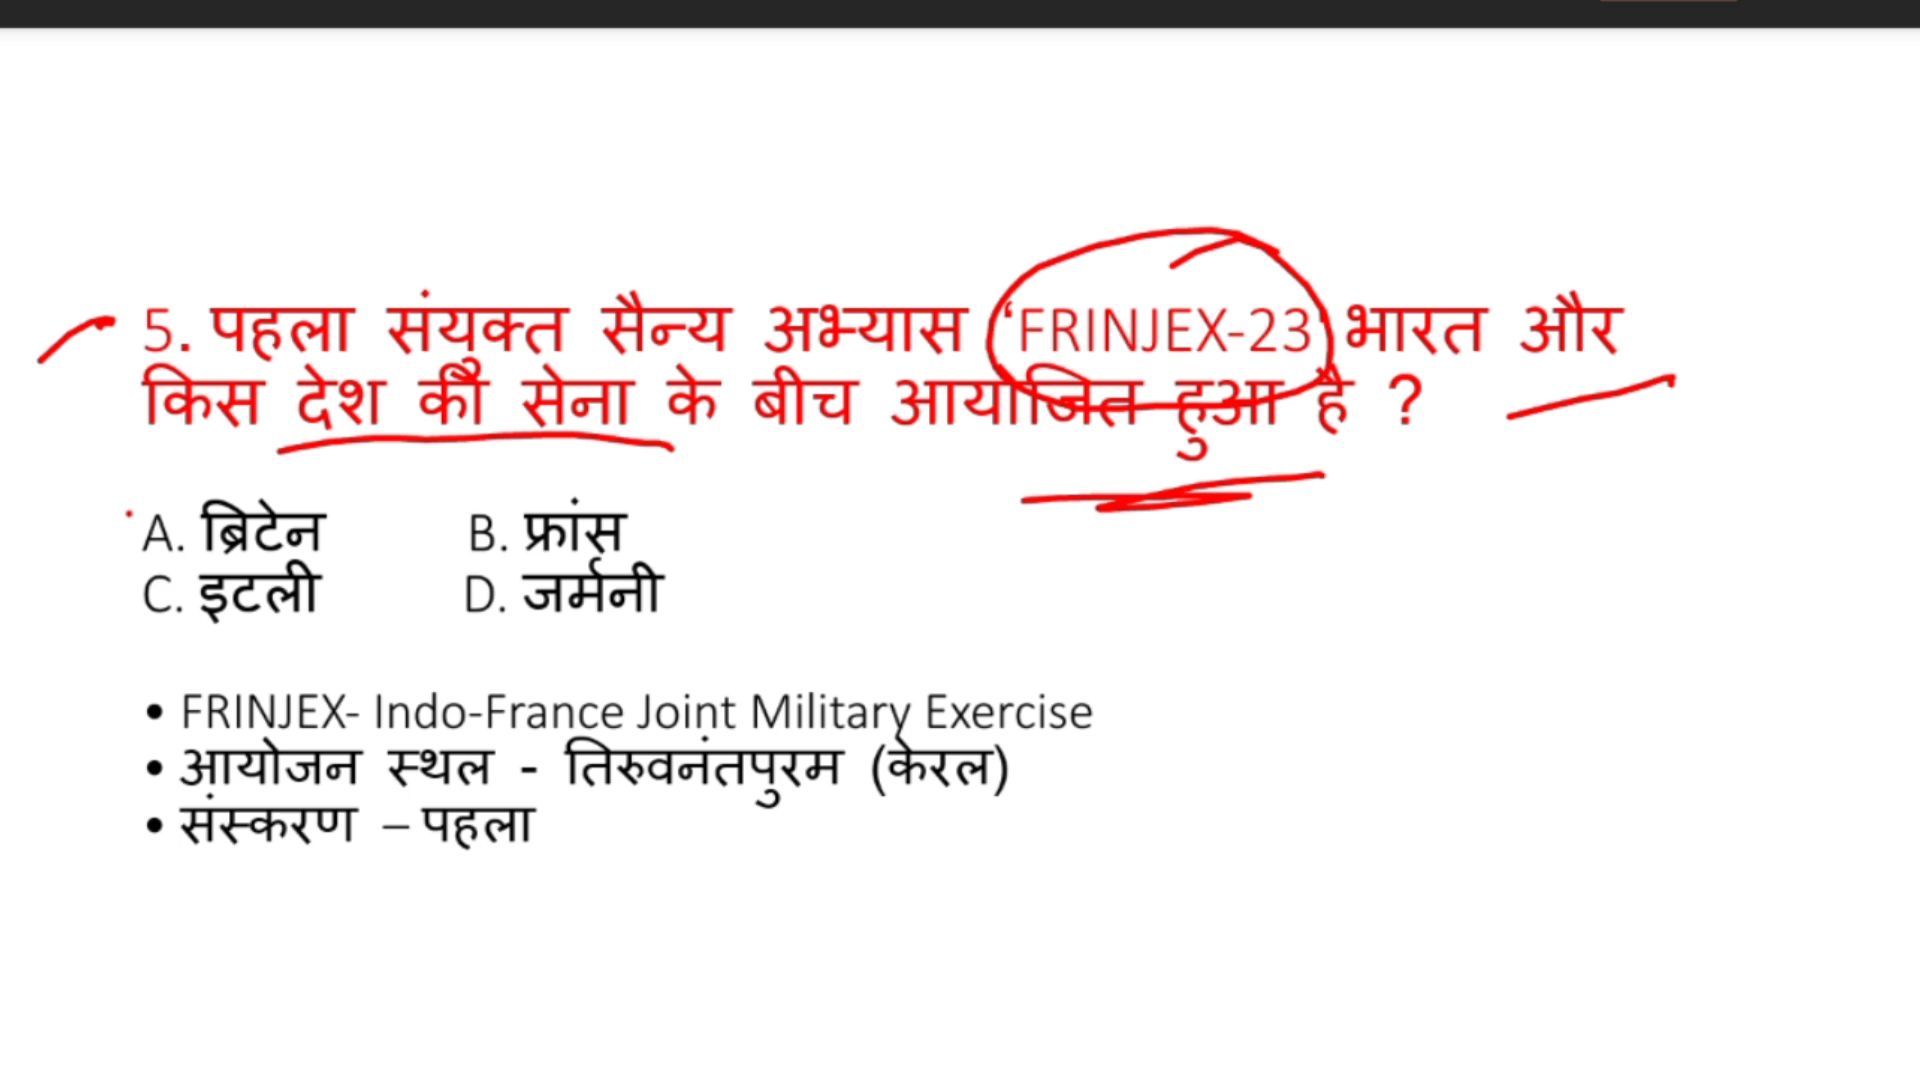 5. पहला संयुक्त सैन्य अभ्यास ‘FRINJEX-23’ भारत और
किस देश की सेना के बीच आयोजित हुआ है ?
A. ब्रिटेन B. फ्रांस
C. इटली D. जर्मनी
• FRINJEX- Indo-France Joint Military Exercise
• आयोजन स्थल - तिरुवनंतपुरम (केरल)
• संस्करण – पहला